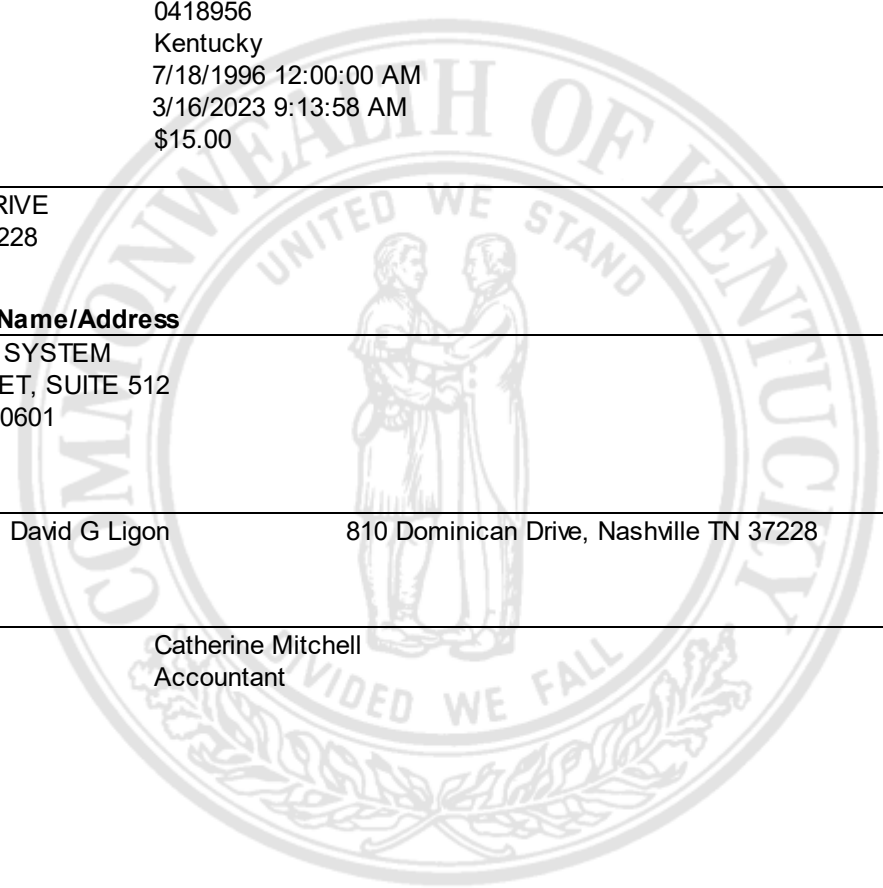 0418956
Kentucky
7/18/1996 12:00:00 AM
3/16/2023 9:13:58 AM
$15.00
RIVE
228
Name/Address
SYSTEM
ET, SUITE 512
0601
David G Ligon 810 Dominican Drive, Nashville TN 37228
Catherine Mitchell
Accountant
COMMONWEALTH OF KENTUCKY
UNITED WE STAND
DIVIDED WE FALL